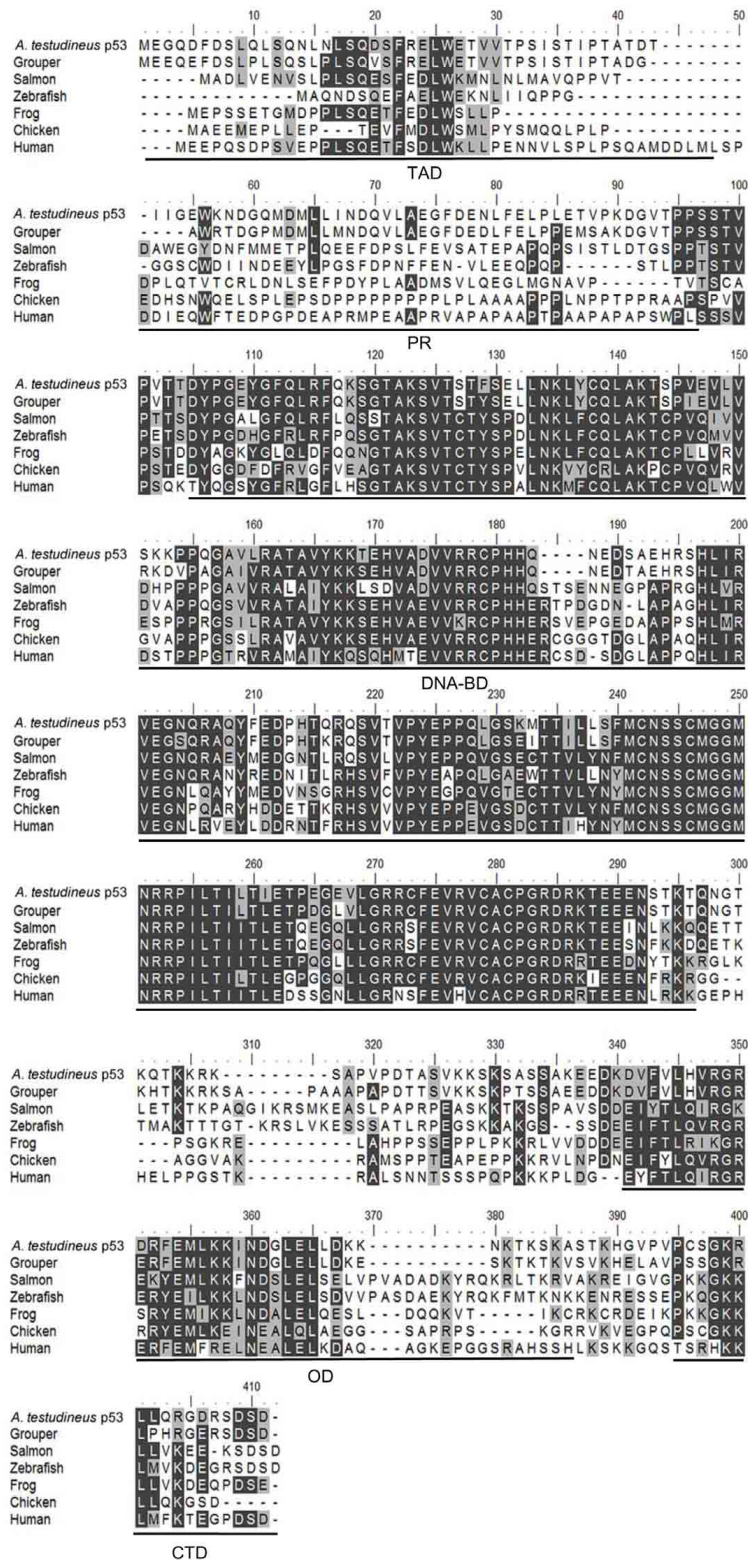 10 20 30 40 50
A. testudineus p53 MEGQDFDSLQLSQNLNLSQDSFRELWETVVTPSISTIPTATDT-------
Grouper MEEQEFDSPLSQSLPLSQVSFRELWETVVTPSISTIPTADG---------
Salmon -----MADLVENVSLPLSQESFEDLWKMNLNLMAVQPPVT----------
Zebrafish -------------MAQNDSQEFAELWEKNLIIQPPG--------------
Frog ----MEPSSETGMDPPLSQETFEDLWSLLP--------------------
Chicken ----MAEEMEPLLEP---TEVFMDLWSMLPYSMQQLPLP-----------
Human ---MEEPQSDPSVEPPLSQETFSDLWKLLPENNVLSPLPSQAMDDLMLSP
TAD
60 70 80 90 100
A. testudineus p53 -IIGEWKNDGQMDMLLINDQVLAEGFDENLFELPLETVPKDGVTPPSSTV
Grouper ----AWRTDGPMDMLLMNDQVLAEGFDEDLFELPPEMSAKDGVTPPSSTV
Salmon DAWEGYDNFMMETPLQEEFDPSLFEVSATEPAPQPSISTLDTGSPPTSTV
Zebrafish -GGSCWDIINDEEYLPGSFDPNFFEN-VLEEQPQP-----STLPPTSTV
Frog DPLQTVTCRLDNLSEFPDYPLAADMSVLQEGLMGNAVP-----TVTSCA
Chicken EDHSNWQELSPLEPSDPPPPPPPPPLPLAAAAPPPLNPPTPPRAAPSPVV
Human DDIEQWFTEDPGPDEAPRMPEAAPRVAPAPAAPTPAAPAPAPSWPLSSSV
PR
110 120 130 140 150
A. testudineus p53 PVTTDYPGEYGFQLRFQKSGTAKSVTSTFSELLNKLYCQLAKTSPVEVLV
Grouper PVTTDYPGEYGFQLRFQKSGTAKSVTSTYSELLNKLYCQLAKTSPIEVLV
Salmon PTTSDYPGALGFQLRFLQSSTAKSVTCTYSPDLNKLFCQLAKTCPVQIVV
Zebrafish PETSDYPGDHGFRLRFPQSGTAKSVTCTYSPDLNKLFCQLAKTCPVQMVV
Frog PSTDDYAGKYGLQLDFQQNGTAKSVTCTYSPELNKLFCQLAKTCPLLVRV
Chicken PSTEDYGGDFDFRVGFVEAGTAKSVTCTYSPVLNKVYCRLAKPCPVQVRV
Human PSQKTYQGSYGFRLGFLHSGTAKSVTCTYSPALNKMFCQLAKTCPVQLWV
160 170 180 190 200
A. testudineus p53 SKKPPQGAVLRATAVYKKTEHVADVVRRCPHHQ----NEDSAEHRSHLIR
Grouper RKDVPAGAIVRATAVYKKSEHVADVVRRCPHHQ----NEDTAEHRSHLIR
Salmon DHPPPPGAVVRALAIYKKLSDVADVVRRCPHHQSTSENNEGPAPRGHLVR
Zebrafish DVAPPQGSVVRATAIYKKSEHVAEVVRRCPHHERTPDGDN-LAPAGHLIR
Frog ESPPPRGSILRATAVYKKSEHVAEVVKRCPHHERSVEPGEDAAPPSHLMR
Chicken GVAPPPGSSLRAVAVYKKSEHVAEVVRRCPHHERCGGGTDGLAPAQHLIR
Human DSTPPPGTRVRAMAIYKQSQHMTEVVRRCPHHERCSD-SDGLAPPQHLIR
DNA-BD
210 220 230 240 250
A. testudineus p53 VEGNQRAQYFEDPHTQRQSVTVPYEPPQLGSKMTTILLSFMCNSSCMGGM
Grouper VEGSQRAQYFEDPHTKRQSVTVPYEPPQLGSEITTILLSFMCNSSCMGGM
Salmon VEGNQRAEYMEDGNTLRQSVLVPYEPPQVGSECTTVLYNFMCNSSCMGGM
Zebrafish VEGNQRANYREDNITLRHSVFVPYEAPQLGAEWTTVLLNYMCNSSCMGGM
Frog VEGNLQAYYMEDVNSGRHSVCVPYEGPQVGTECTTVLYNYMCNSSCMGGM
Chicken VEGNPQARYHDDETTKRHSVVVPYEPPEVGSDCTTVLYNFMCNSSCMGGM
Human VEGNLRVEYLDDRNTFRHSVVVPYEPPEVGSDCTTIHYNYMCNSSCMGGM
260 270 280 290 300
A. testudineus p53 NRRPILTILTIETPEGEVLGRRCFEVRVCACPGRDRKTEEENSTKTQNGT
Grouper NRRPILTILTLETPDGLVLGRRCFEVRVCACPGRDRKTEEENSTKTQNGT
Salmon NRRPILTIITLETQEGQLLGRRSFEVRVCACPGRDRKTEEINLKKQQETT
Zebrafish NRRPILTIITLETQEGQLLGRRSFEVRVCACPGRDRKTEESNFKKDQETK
Frog NRRPILTIITLETPQGLLLGRRCFEVRVCACPGRDRRTEEDNYTKKRGLK
Chicken NRRPILTILTLEGPGGQLLGRRCFEVRVCACPGRDRKIEEENFRKRGG--
Human NRRPILTIITLEDSSGNLLGRNSFEVHVCACPGRDRRTEEENLRKKGEPH
310 320 330 340 350
A. testudineus p53 KQTKKRK---------SAPVPDTASVKKSKSASSAKEEDKDVFVLHVRGR
Grouper KHTKKRKSA-------PAAAPAPDTTSVKKSKPTSSAEEDDKDVFVLHVRGR
Salmon LETKTKPAQGIKRSMKEASLPAPRPEASKKTKSSPAVSDDEIYTLQIRGK
Zebrafish TMAKTTTGT-KRSLVKESSSATLRPEGSKKAKGS--SSDDEIFTLQVRGR
Frog ---PSGKRE-------LAHPPSSEPPLPKKRLVVVDDDEEIFTLRIKGR
Chicken ---AGGVAK-------RAMSPPTEAPEPPKKRVLNPDNEIFYLQVRGR
Human HELPPGSTK-------RALSNNTSSSPQPKKKPLDG--EYFTLQIRGR
360 370 380 390 400
A. testudineus p53 DRFEMLKKINDGLELLDKK----------NKTKSKASTKHGVPVPCSGKR
Grouper ERFEMLKKINDSLELLDKE----------SKTKTKVSVKHELAVPSSGKR
Salmon EKYEMLKKFNDSLELSELVPVADADKYRQKRLTKRVAKREIGVGPKKGKK
Zebrafish ERYEILKKLNDSLELSDVVPASDAEKYRQKFMTKNKKENRESSEPKQGKK
Frog SRYEMIKKLNDALELQESL---DQQKVT-----IKCRKCRDEIKPKKGKK
Chicken RRYEMLKEINEALQLAEGG---SAPRPS-----KGRRVKVEGPQPSCGKK
Human ERFEMFRELNEALELKDAQ---AGKEPGGSRAHSSHLKSKKGQSTSRHKK
OD
410
A. testudineus p53 LLQRGDRSDSD-
Grouper LPHRGERSDSD-
Salmon LLVKEE-KSDSD
Zebrafish LMVKDEGRSDSD
Frog LLVKDEQPDSE-
Chicken LLQKGSD-----
Human LMFKTEGPDSD-
CTD